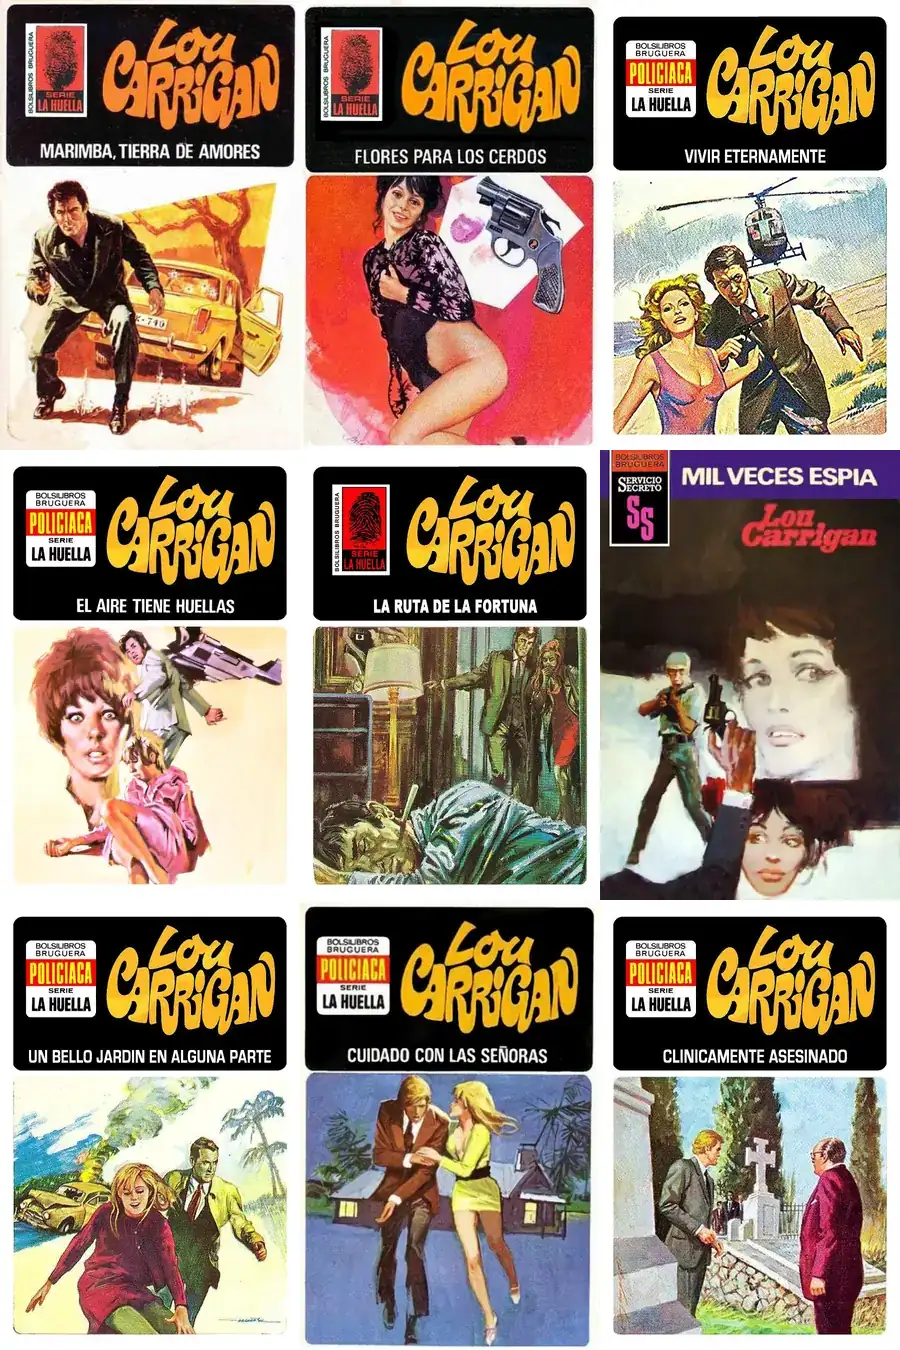 BOLSILIBROS BRUGUERA
SERIE
LA HUELLA
LOU
CARRIGAN
MARIMBA, TIERRA DE AMORES
-740
BOLSILIBROS BRUGUERA
SERIE
LA HUELLA
LOU
CARRIGAN
FLORES PARA LOS CERDOS
BOLSILIBROS
BRUGUERA
POLICIACA
SERIE
LA HUELLA
LOU
CARRIGAN
VIVIR ETERNAMENTE
BOLSILIBROS
BRUGUERA
POLICIACA
SERIE
LA HUELLA
LOU
CARRIGAN
EL AIRE TIENE HUELLAS
BOLSILIBROS BRUGUERA
SERIE
LA HUELLA
LOU
CARRIGAN
LA RUTA DE LA FORTUNA
BOLSILIBROS
BRUGUERA
SERVICIO
SECRETO
SS
MIL VECES ESPIA
Lou
Carrigan
BOLSILIBROS
BRUGUERA
POLICIACA
SERIE
LA HUELLA
LOU
CARRIGAN
UN BELLO JARDIN EN ALGUNA PARTE
BOLSILIBROS
BRUGUERA
POLICIACA
SERIE
LA HUELLA
LOU
CARRIGAN
CUIDADO CON LAS SEÑORAS
BOLSILIBROS
BRUGUERA
POLICIACA
SERIE
LA HUELLA
LOU
CARRIGAN
CLINICAMENTE ASESINADO